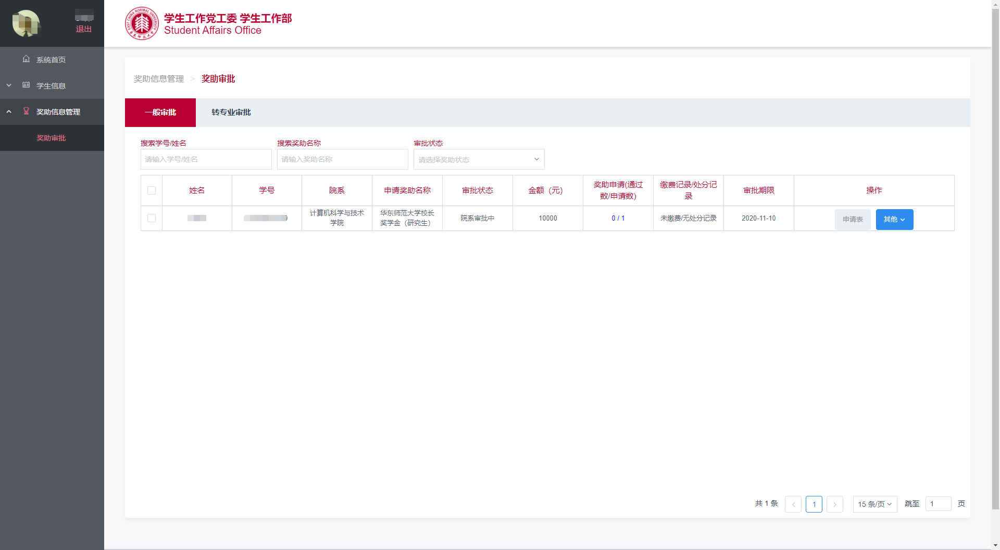 退出
系统首页
学生信息
奖助信息管理
奖助审批
学生工作党工委 学生工作部
Student Affairs Office
EAST CHINA NORMAL UNIVERSITY
奖助信息管理 > 奖助审批
一般审批 转专业审批
搜索学号/姓名 搜索奖助名称 审批状态
请输入学号/姓名 请输入奖助名称 请选择奖助状态
姓名 学号 院系 申请奖助名称 审批状态 金额（元） 奖助申请(通过 缴费记录/处分记 审批期限 操作
数/申请数) 录
9 计算机科学与技术 华东师范大学校长 院系审批中 10000 0 / 1 未缴费/无处分记录 2020-11-10 申请表 其他
学院 奖学金（研究生）
共 1 条 < 1 > 15 条/页 跳至 1 页